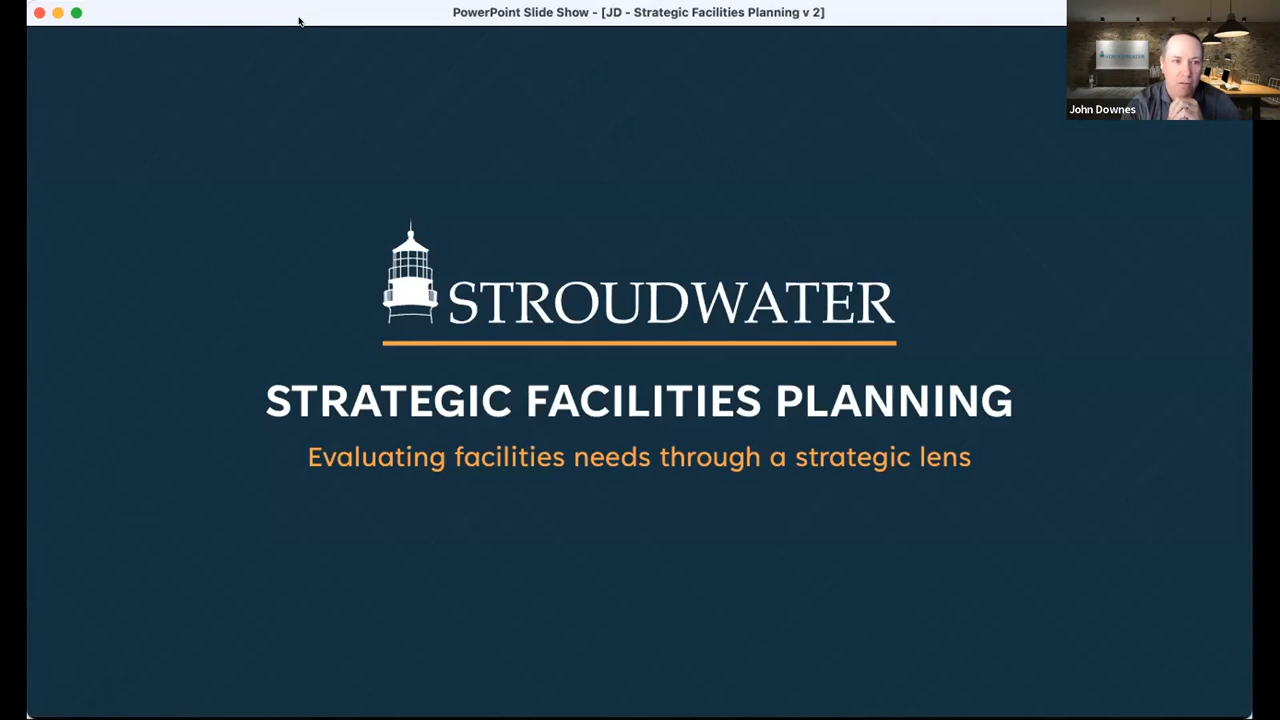 PowerPoint Slide Show - [JD - Strategic Facilities Planning v 2]
STROUDWATER
John Downes
STROUDWATER
STRATEGIC FACILITIES PLANNING
Evaluating facilities needs through a strategic lens